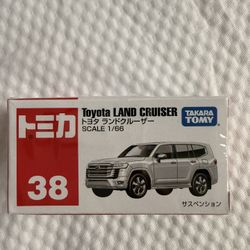 トミカ
38
Toyota LAND CRUISER
トヨタ ランドクルーザー
SCALE 1/66
TAKARA
TOMY
サスペンション